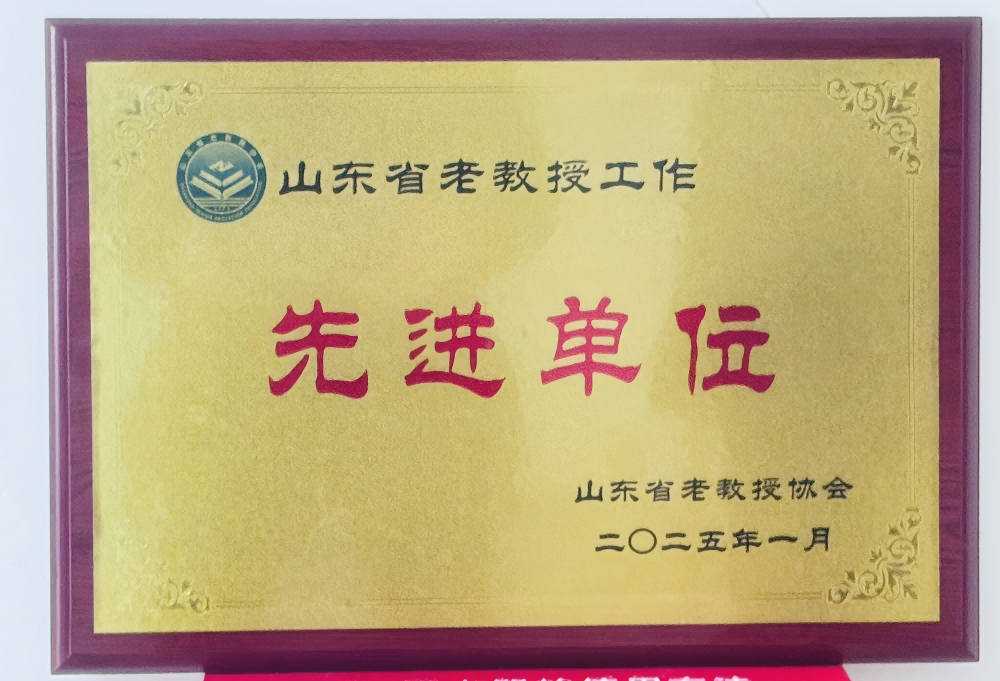 山东省老教授工作
先进单位
山东省老教授协会
二〇二五年一月